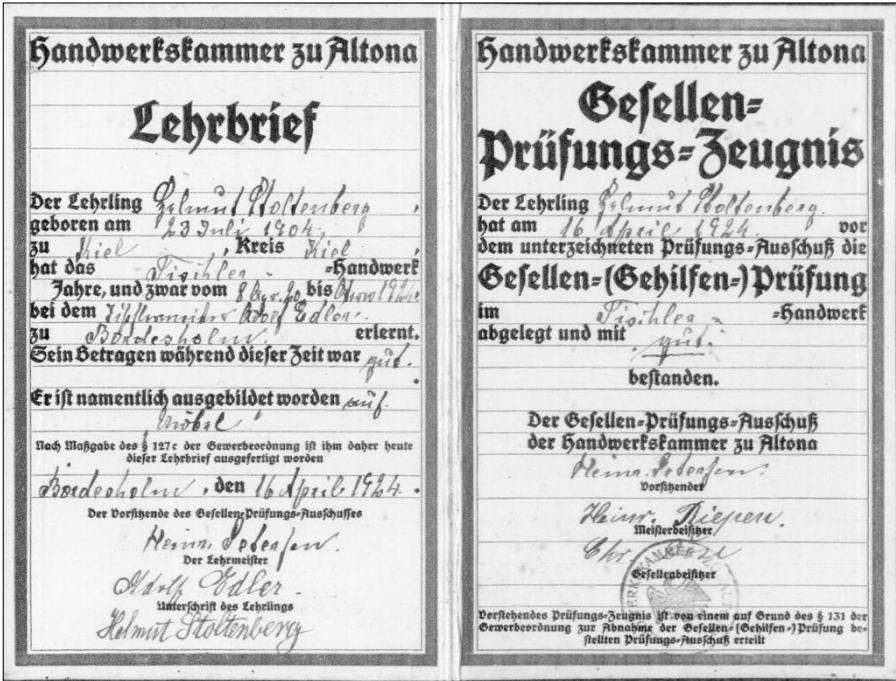 Handwerkskammer zu Altona
Lehrbrief
Der Lehrling Helmut Stoltenberg,
geboren am 23 Juli 1904,
zu Kiel, Kreis Kiel,
hat das Tischler- -Handwerk
Jahre, und zwar vom 8 Apr. 20 bis 1924.
bei dem Tischlermeister Adolf Edler
zu Bordesholm. erlernt.
Sein Betragen während dieser Zeit war gut.
Er ist namentlich ausgebildet worden auf
Möbel
Nach Maßgabe des § 127c der Gewerbeordnung ist ihm daher heute
dieser Lehrbrief ausgefertigt worden
Bordesholm, den 16 April 1924.
Der Vorsitzende des Gesellen-Prüfungs-Ausschusses
Heinr. Petersen.
Der Lehrmeister
Adolf Edler.
Unterschrift des Lehrlings
Helmut Stoltenberg
Handwerkskammer zu Altona
Gesellen-
Prüfungs-Zeugnis
Der Lehrling Helmut Stoltenberg.
hat am 16 April 1924. vor
dem unterzeichneten Prüfungs-Ausschuß die
Gesellen-(Gehilfen-)Prüfung
im Tischler- -Handwerk
abgelegt und mit gut.
bestanden.
Der Gesellen-Prüfungs-Ausschuß
der Handwerkskammer zu Altona
Heinr. Petersen.
Vorsitzender
Heinr. Riepen.
Meisterbeisitzer
Chr.
Gesellenbeisitzer
Vorstehendes Prüfungs-Zeugnis ist von einem auf Grund des § 131 der
Gewerbeordnung zur Abnahme der Gesellen-(Gehilfen-)Prüfung be-
stellten Prüfungs-Ausschuß erteilt